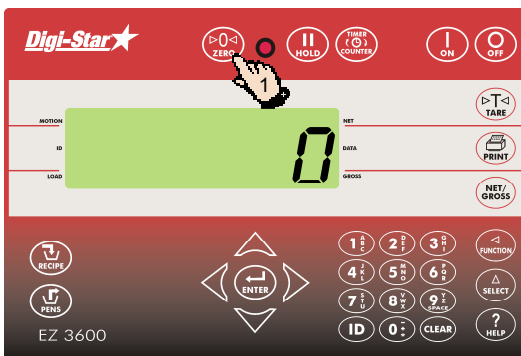 Digi-Star
0
ZERO
HOLD
TIMER
COUNTER
ON
OFF
1
T
TARE
MOTION
NET
ID
0
DATA
PRINT
LOAD
GROSS
NET/
GROSS
RECIPE
ENTER
PENS
1 A B C
2 D E F
3 G H I
FUNCTION
4 J K L
5 M N O
6 P Q R
SELECT
7 S T U
8 V W X
9 Y Z SPACE
ID
0
CLEAR
?
HELP
EZ 3600